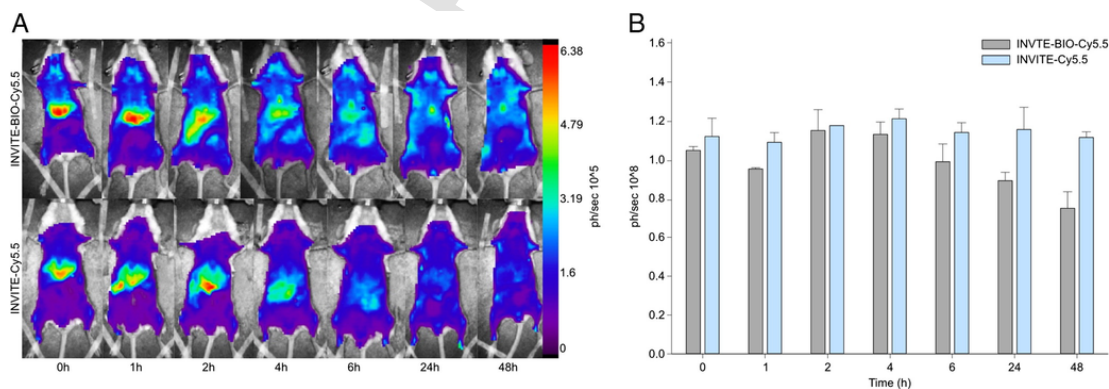 A
INVITE-BIO-Cy5.5
INVITE-Cy5.5
0h
1h
2h
4h
6h
24h
48h
6.38
4.79
3.19
1.6
0
ph/sec 10^5
B
INVTE-BIO-Cy5.5
INVITE-Cy5.5
ph/sec 10^8
1.6
1.4
1.2
1.0
0.8
0.6
0.4
0.2
0.0
0
1
2
4
6
24
48
Time (h)